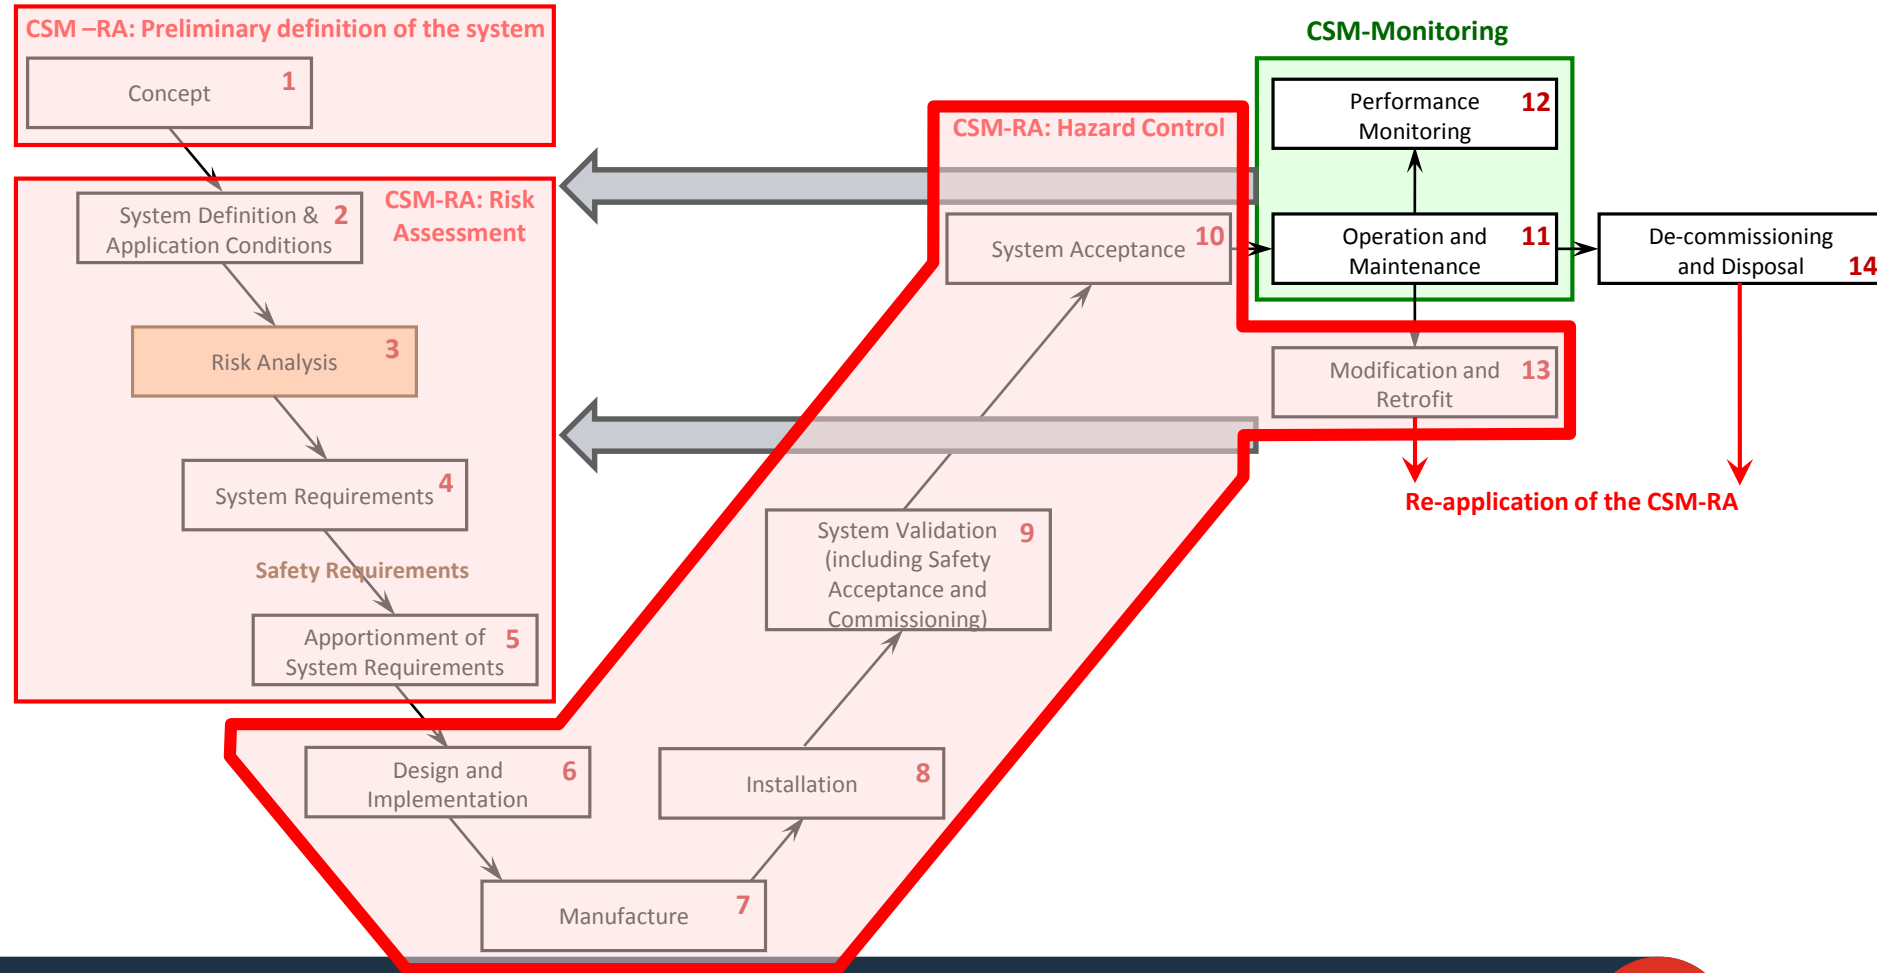 CSM –RA: Preliminary definition of the system
Concept
1
CSM-RA: Risk
Assessment
System Definition &
Application Conditions
2
Risk Analysis
3
System Requirements
4
Safety Requirements
Apportionment of
System Requirements
5
Design and
Implementation
6
Manufacture
7
Installation
8
System Validation
(including Safety
Acceptance and
Commissioning)
9
CSM-RA: Hazard Control
System Acceptance
10
CSM-Monitoring
Performance
Monitoring
12
Operation and
Maintenance
11
De-commissioning
and Disposal
14
Modification and
Retrofit
13
Re-application of the CSM-RA